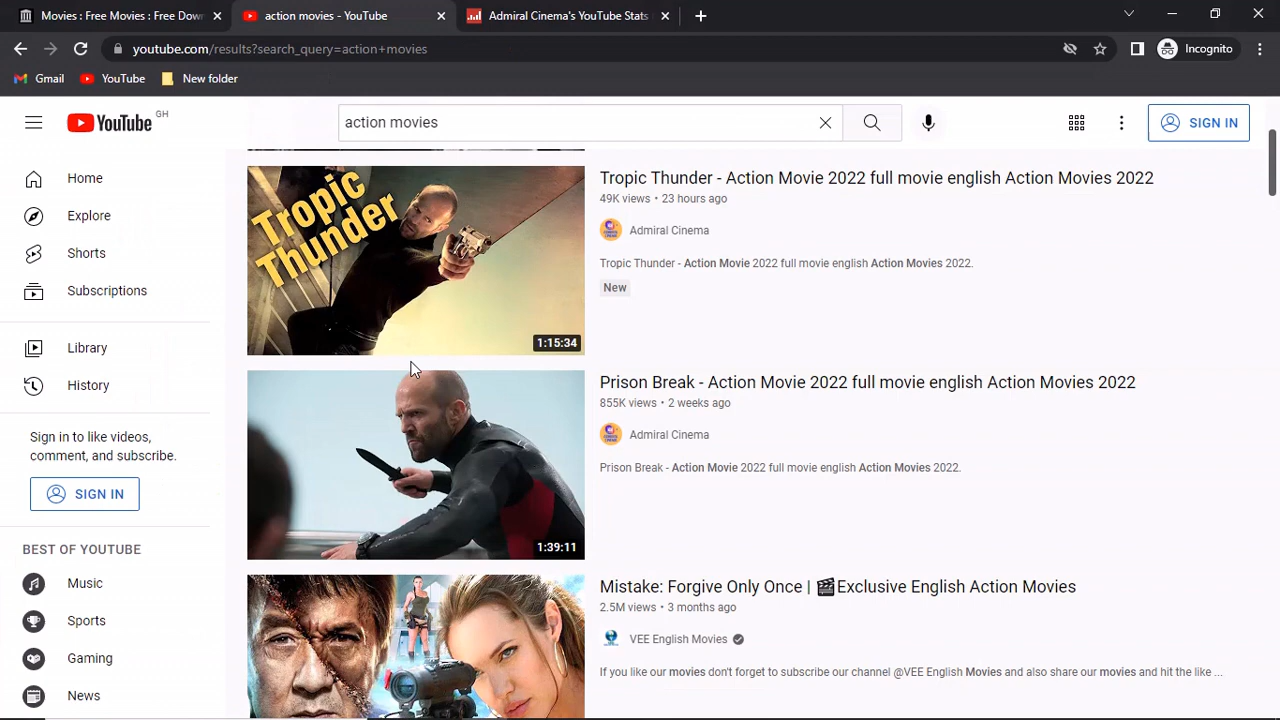 Movies : Free Movies : Free Dow
action movies - YouTube
Admiral Cinema's YouTube Stats
youtube.com/results?search_query=action+movies
Incognito
Gmail
YouTube
New folder
YouTube GH
action movies
SIGN IN
Home
Explore
Shorts
Subscriptions
Library
History
Sign in to like videos,
comment, and subscribe.
SIGN IN
BEST OF YOUTUBE
Music
Sports
Gaming
News
Tropic
Thunder
1:15:34
Tropic Thunder - Action Movie 2022 full movie english Action Movies 2022
49K views • 23 hours ago
Admiral Cinema
Tropic Thunder - Action Movie 2022 full movie english Action Movies 2022.
New
1:39:11
Prison Break - Action Movie 2022 full movie english Action Movies 2022
855K views • 2 weeks ago
Admiral Cinema
Prison Break - Action Movie 2022 full movie english Action Movies 2022.
Mistake: Forgive Only Once | 🎬Exclusive English Action Movies
2.5M views • 3 months ago
VEE English Movies
If you like our movies don't forget to subscribe our channel @VEE English Movies and also share our movies and hit the like ...